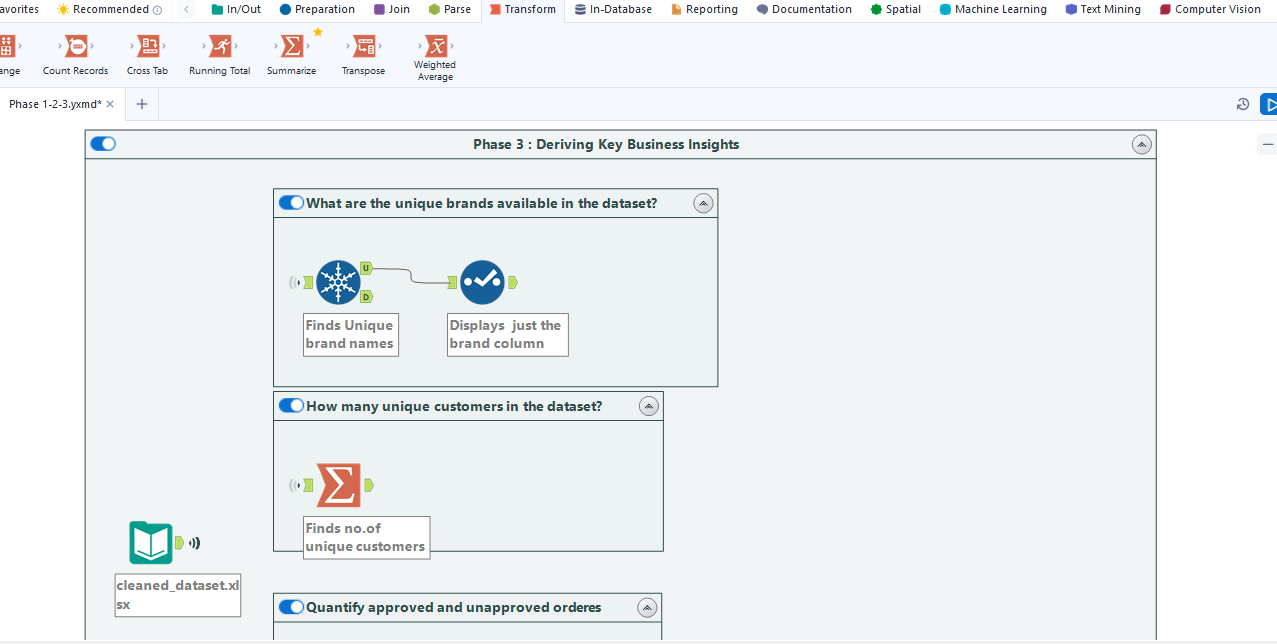 avorites Recommended In/Out Preparation Join Parse Transform In-Database Reporting Documentation Spatial Machine Learning Text Mining Computer Vision
ange Count Records Cross Tab Running Total Summarize Transpose Weighted
Average
Phase 1-2-3.yxmd*
Phase 3 : Deriving Key Business Insights
What are the unique brands available in the dataset?
U
D
Finds Unique
brand names
Displays just the
brand column
How many unique customers in the dataset?
Finds no.of
unique customers
cleaned_dataset.xl
sx
Quantify approved and unapproved orderes